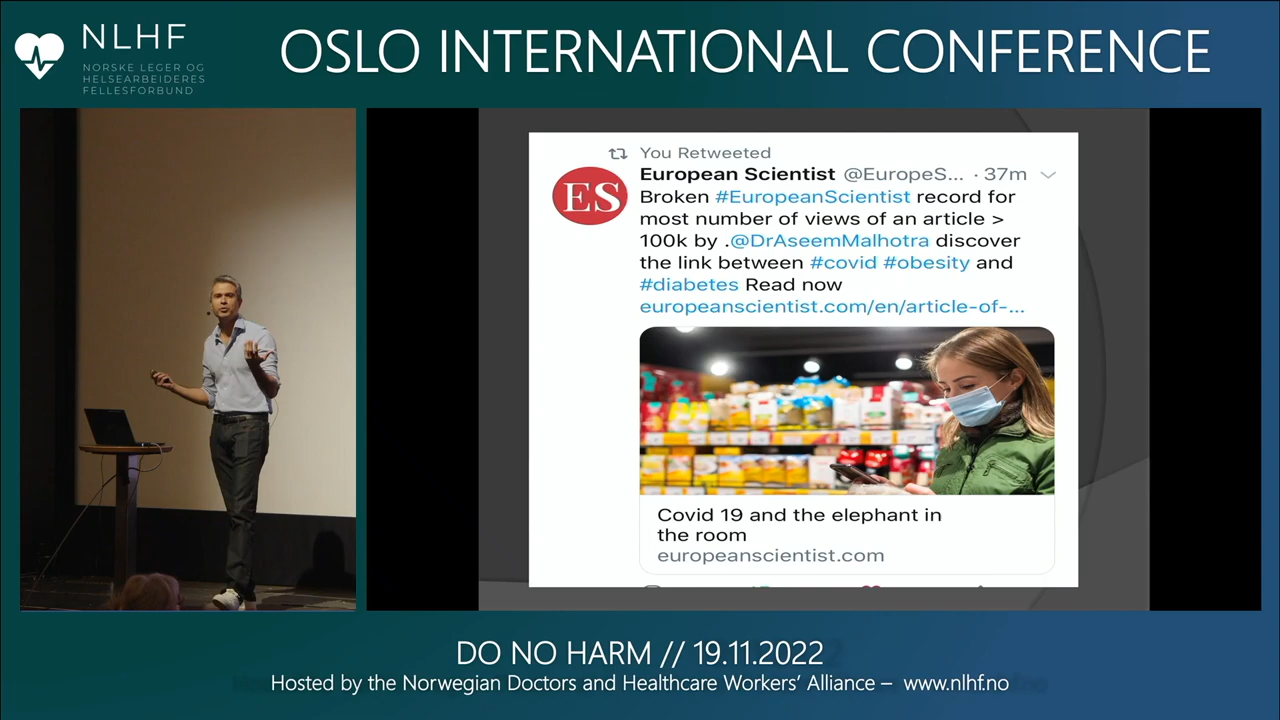 NLHF
NORSKE LEGER OG
HELSEARBEIDERES
FELLESFORBUND
OSLO INTERNATIONAL CONFERENCE
You Retweeted
European Scientist @EuropeS... · 37m
ES
Broken #EuropeanScientist record for
most number of views of an article >
100k by .@DrAseemMalhotra discover
the link between #covid #obesity and
#diabetes Read now
europeanscientist.com/en/article-of-...
Covid 19 and the elephant in
the room
europeanscientist.com
DO NO HARM // 19.11.2022
Hosted by the Norwegian Doctors and Healthcare Workers' Alliance – www.nlhf.no